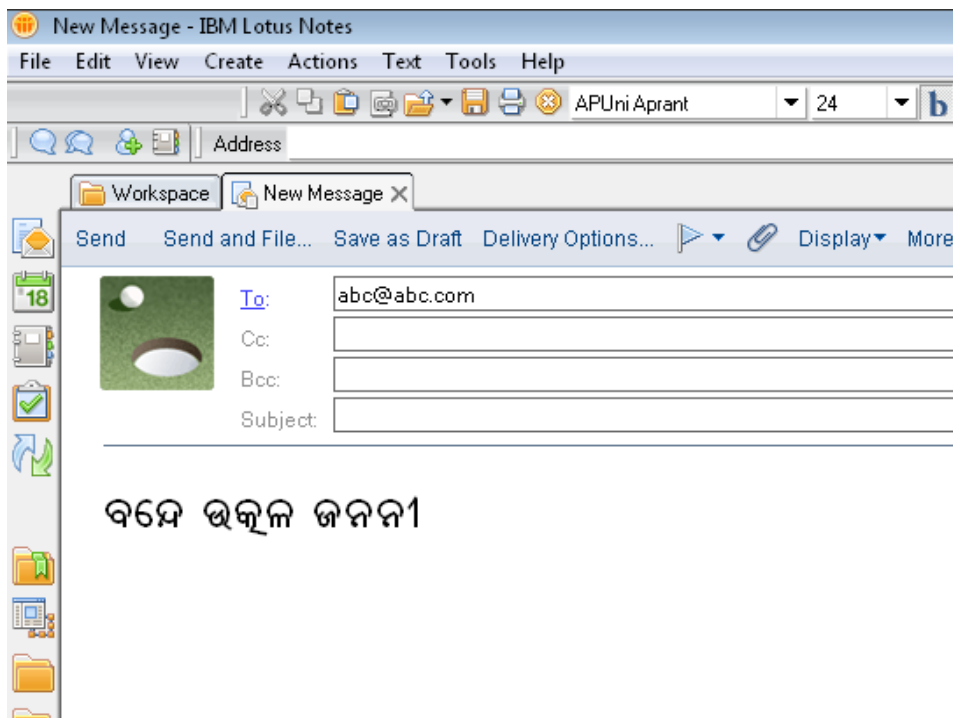 New Message - IBM Lotus Notes
File Edit View Create Actions Text Tools Help
APUni Aprant 24 b
Address
Workspace New Message
Send Send and File... Save as Draft Delivery Options... Display More
18
To: abc@abc.com
Cc:
Bcc:
Subject:
ବନ୍ଦେ ଉତ୍କଳ ଜନନୀ